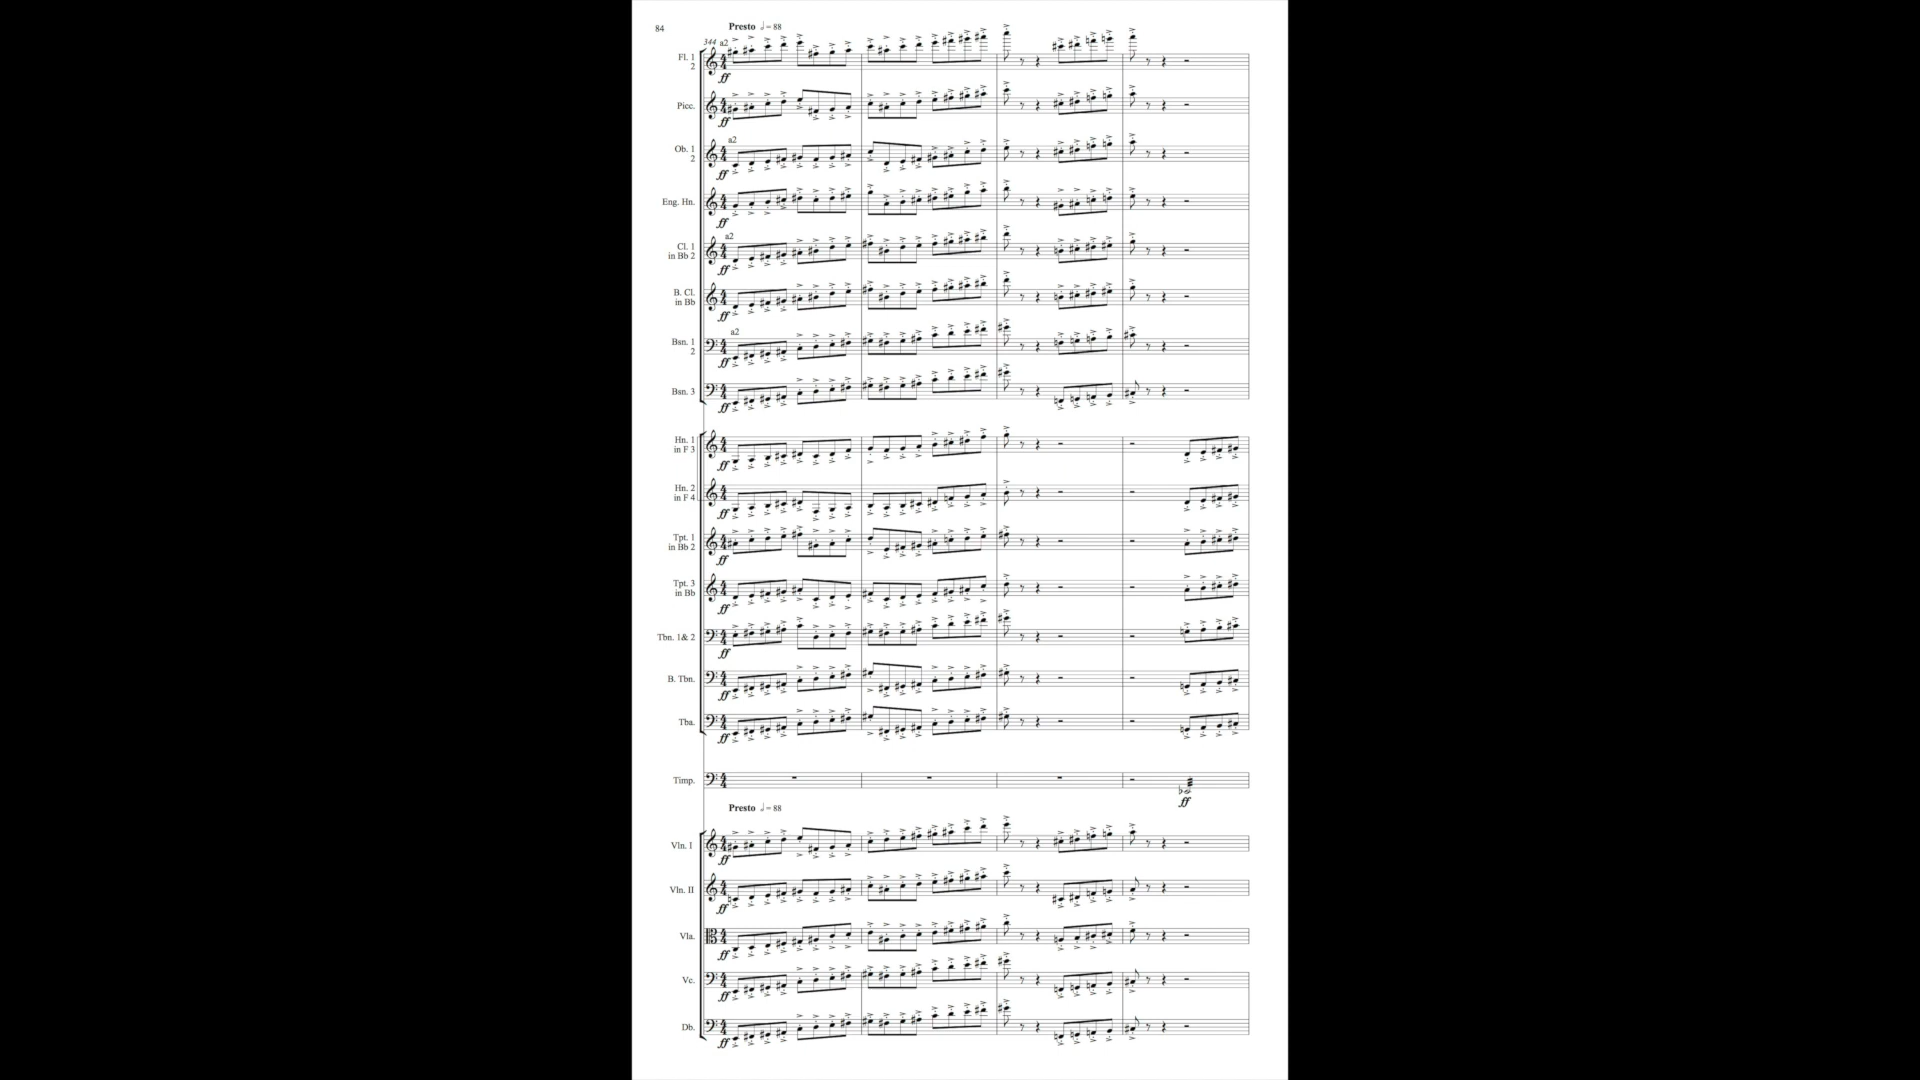 84
Presto 𝅗𝅥 = 88
344
a2
Fl. 1
2
ff
Picc.
ff
a2
Ob. 1
2
ff
Eng. Hn.
ff
a2
Cl. 1
in Bb 2
ff
B. Cl.
in Bb
ff
a2
Bsn. 1
2
ff
Bsn. 3
ff
Hn. 1
in F 3
ff
Hn. 2
in F 4
ff
Tpt. 1
in Bb 2
ff
Tpt. 3
in Bb
ff
Tbn. 1& 2
ff
B. Tbn.
ff
Tba.
ff
Timp.
ff
Presto 𝅗𝅥 = 88
Vln. I
ff
Vln. II
ff
Vla.
ff
Vc.
ff
Db.
ff